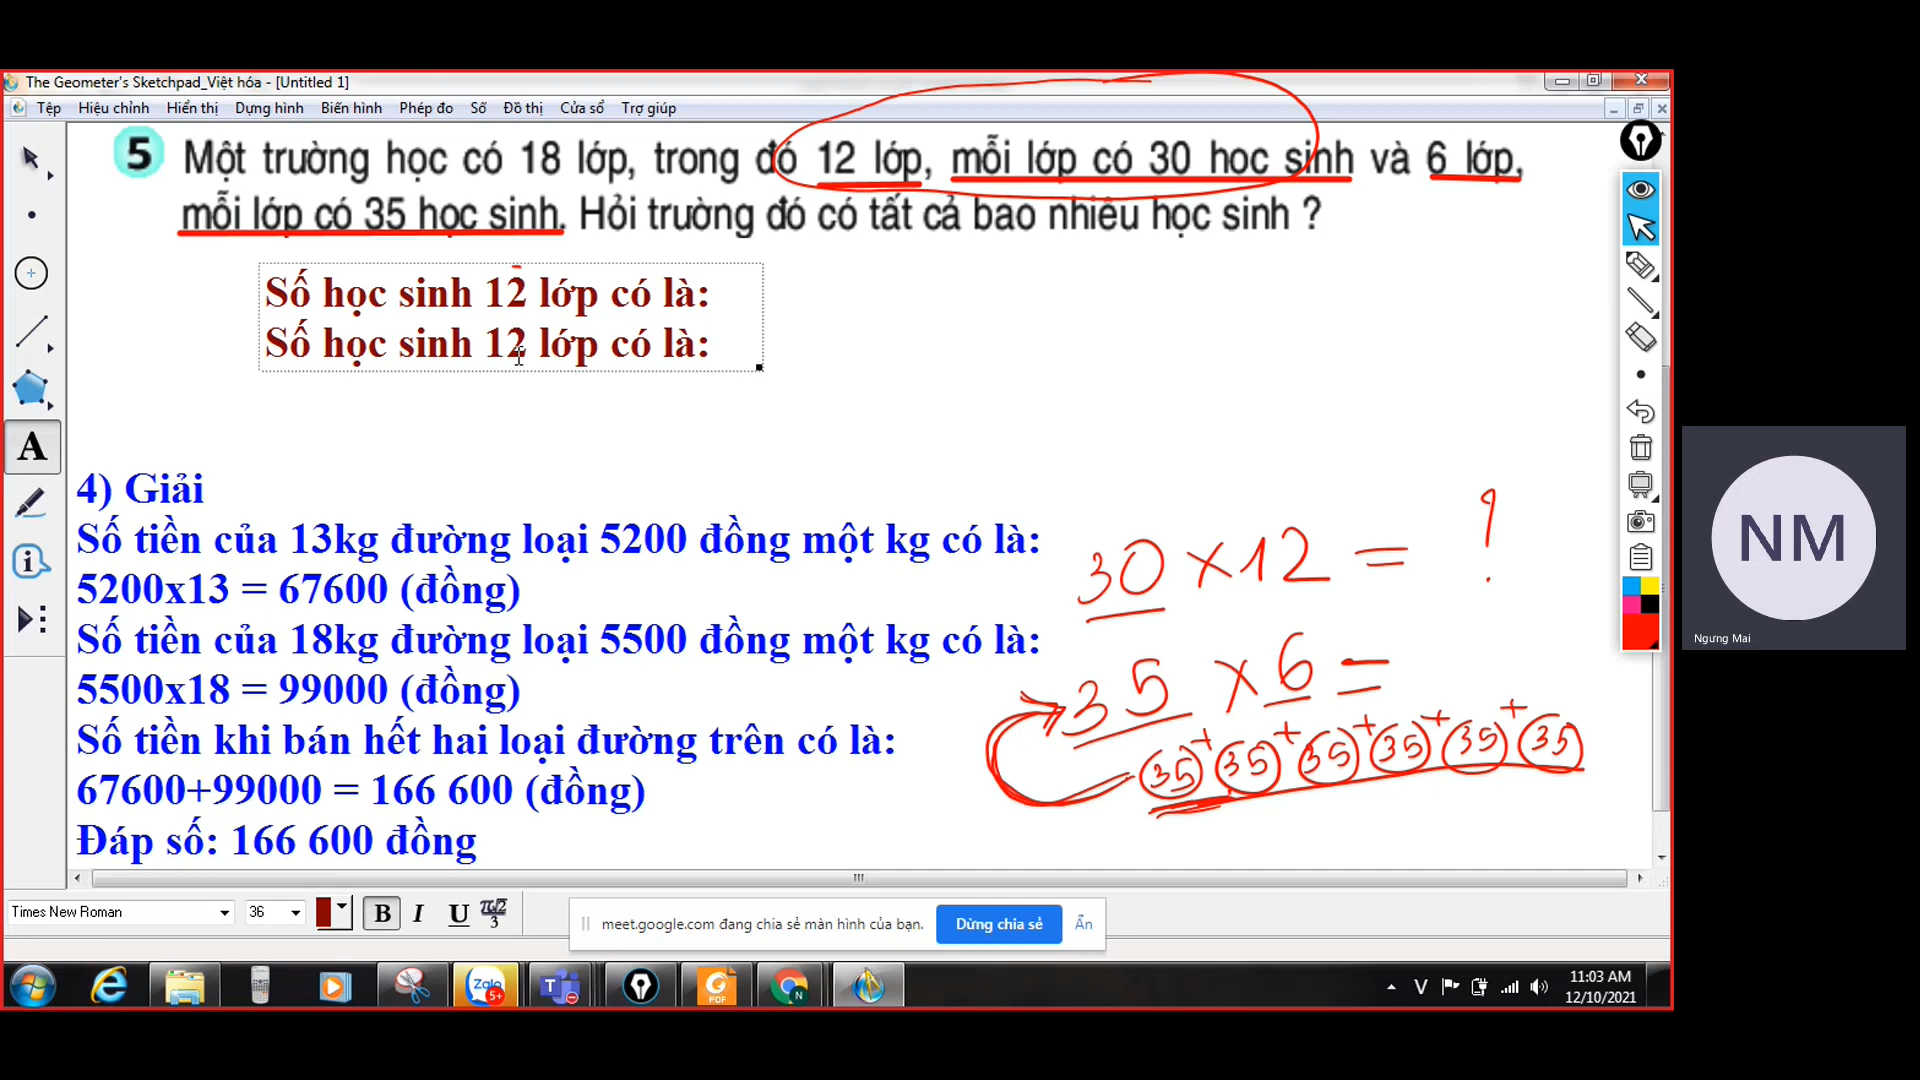 The Geometer's Sketchpad_Việt hóa - [Untitled 1]
Tệp Hiệu chỉnh Hiển thị Dựng hình Biến hình Phép đo Số Đồ thị Cửa sổ Trợ giúp
5 Một trường học có 18 lớp, trong đó 12 lớp, mỗi lớp có 30 học sinh và 6 lớp,
mỗi lớp có 35 học sinh. Hỏi trường đó có tất cả bao nhiêu học sinh ?
Số học sinh 12 lớp có là:
Số học sinh 12 lớp có là:
4) Giải
Số tiền của 13kg đường loại 5200 đồng một kg có là:
5200x13 = 67600 (đồng)
Số tiền của 18kg đường loại 5500 đồng một kg có là:
5500x18 = 99000 (đồng)
Số tiền khi bán hết hai loại đường trên có là:
67600+99000 = 166 600 (đồng)
Đáp số: 166 600 đồng
30 x 12 = ?
35 x 6 =
35 + 35 + 35 + 35 + 35 + 35
A
NM
Ngưng Mai
Times New Roman 36 B I U
meet.google.com đang chia sẻ màn hình của bạn. Dừng chia sẻ Ẩn
Zalo 5+
PDF
N
V
11:03 AM
12/10/2021